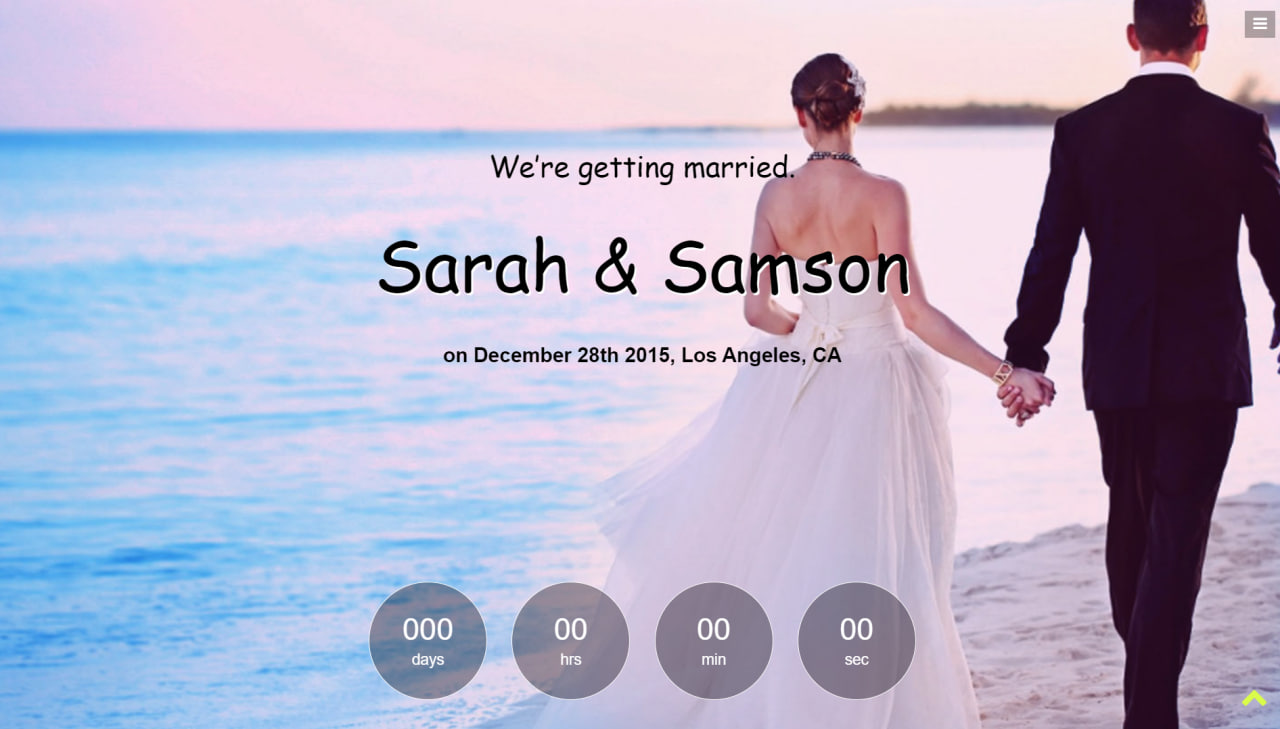 We're getting married.
Sarah & Samson
on December 28th 2015, Los Angeles, CA
000 00 00 00
days hrs min sec